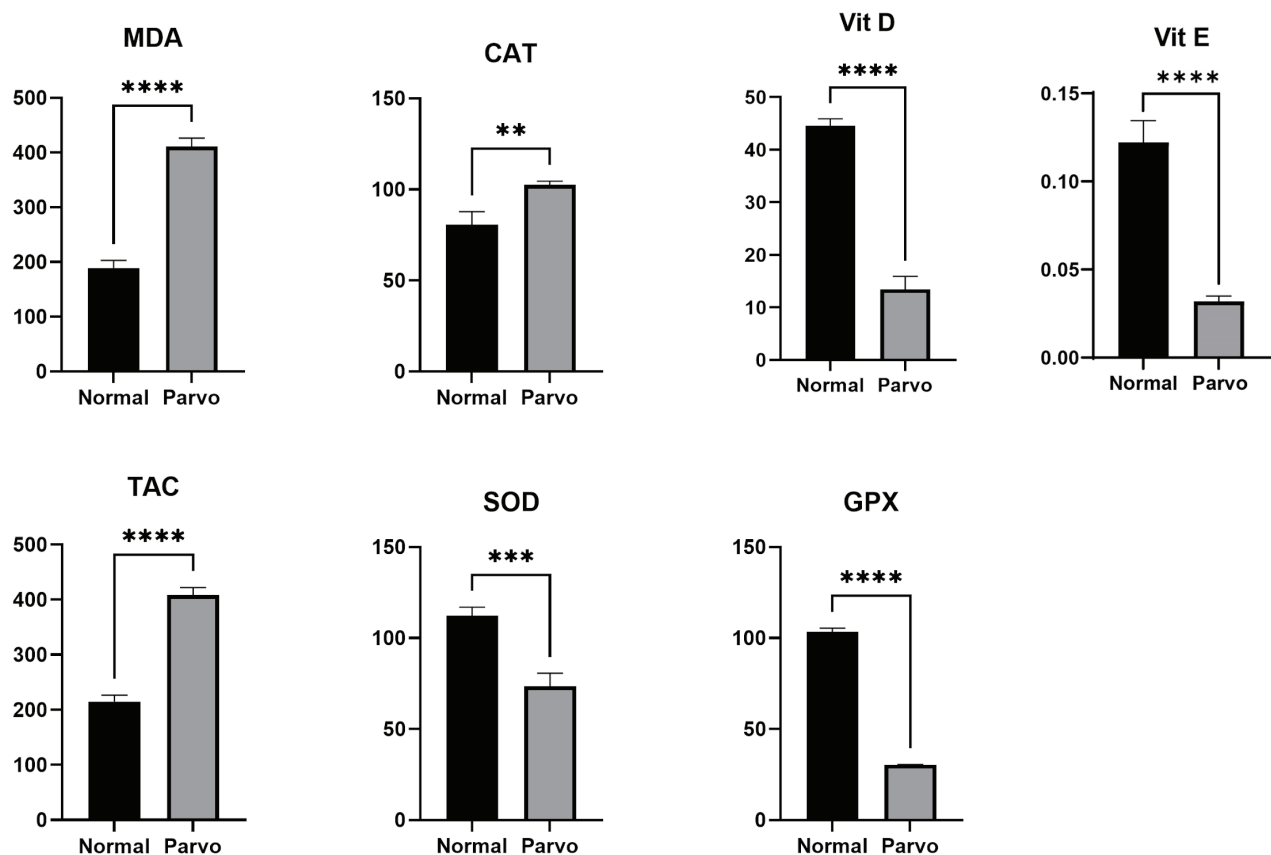 MDA
****
500
400
300
200
100
0
Normal Parvo
CAT
**
150
100
50
0
Normal Parvo
Vit D
****
50
40
30
20
10
0
Normal Parvo
Vit E
****
0.15
0.10
0.05
0.00
Normal Parvo
TAC
****
500
400
300
200
100
0
Normal Parvo
SOD
***
150
100
50
0
Normal Parvo
GPX
****
150
100
50
0
Normal Parvo